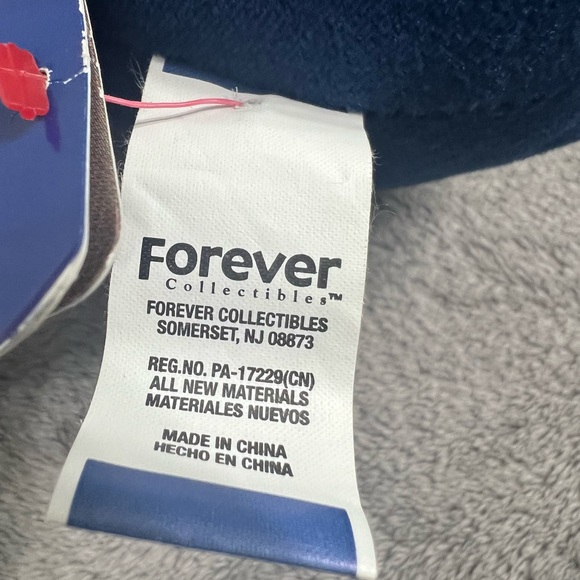 Forever
Collectibles™
FOREVER COLLECTIBLES
SOMERSET, NJ 08873
REG.NO. PA-17229(CN)
ALL NEW MATERIALS
MATERIALES NUEVOS
MADE IN CHINA
HECHO EN CHINA